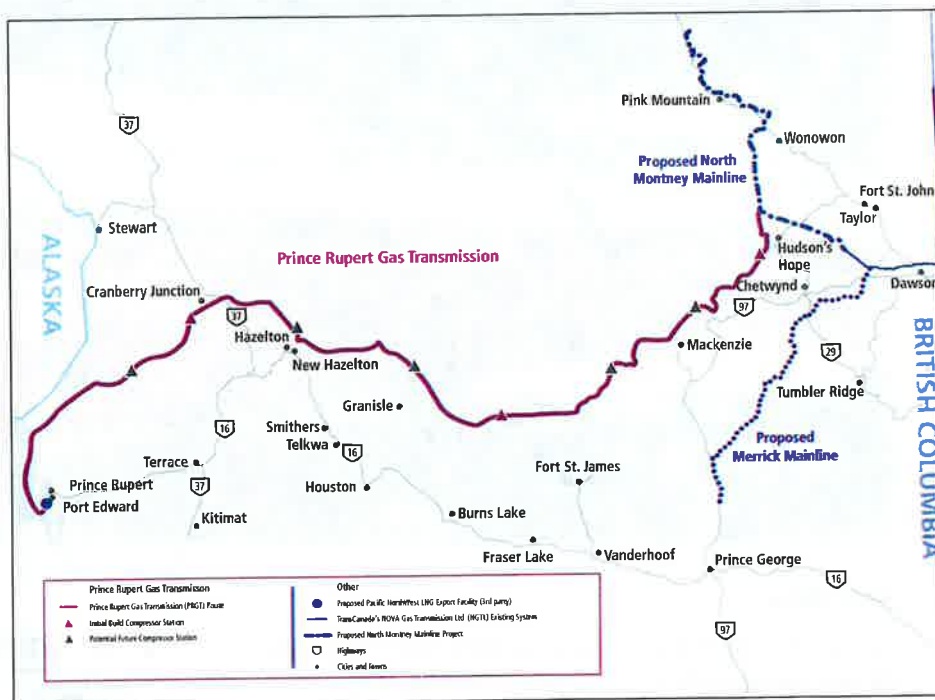 37
Pink Mountain
Wonowon
Proposed North
Montney Mainline
Fort St. John
Taylor
Stewart
ALASKA
Prince Rupert Gas Transmission
Hudson's
Hope
Cranberry Junction
Chetwynd
Dawson
37
97
Hazelton
New Hazelton
Mackenzie
29
BRITISH COLUMBIA
Granisle
Tumbler Ridge
Smithers
16
Telkwa
16
Proposed
Merrick Mainline
Terrace
Fort St. James
Prince Rupert
37
Houston
Port Edward
Kitimat
Burns Lake
Fraser Lake
Vanderhoof
Prince George
16
97
Prince Rupert Gas Transmisson
Prince Rupert Gas Transmission (PRGT) Route
Initial Build Compressor Station
Potential Future Compressor Station
Other
Proposed Pacific NorthWest LNG Export Facility (3rd party)
TransCanada's NOVA Gas Transmission Ltd (NGTL) Existing System
Proposed North Montney Mainline Project
Highways
Cities and Towns